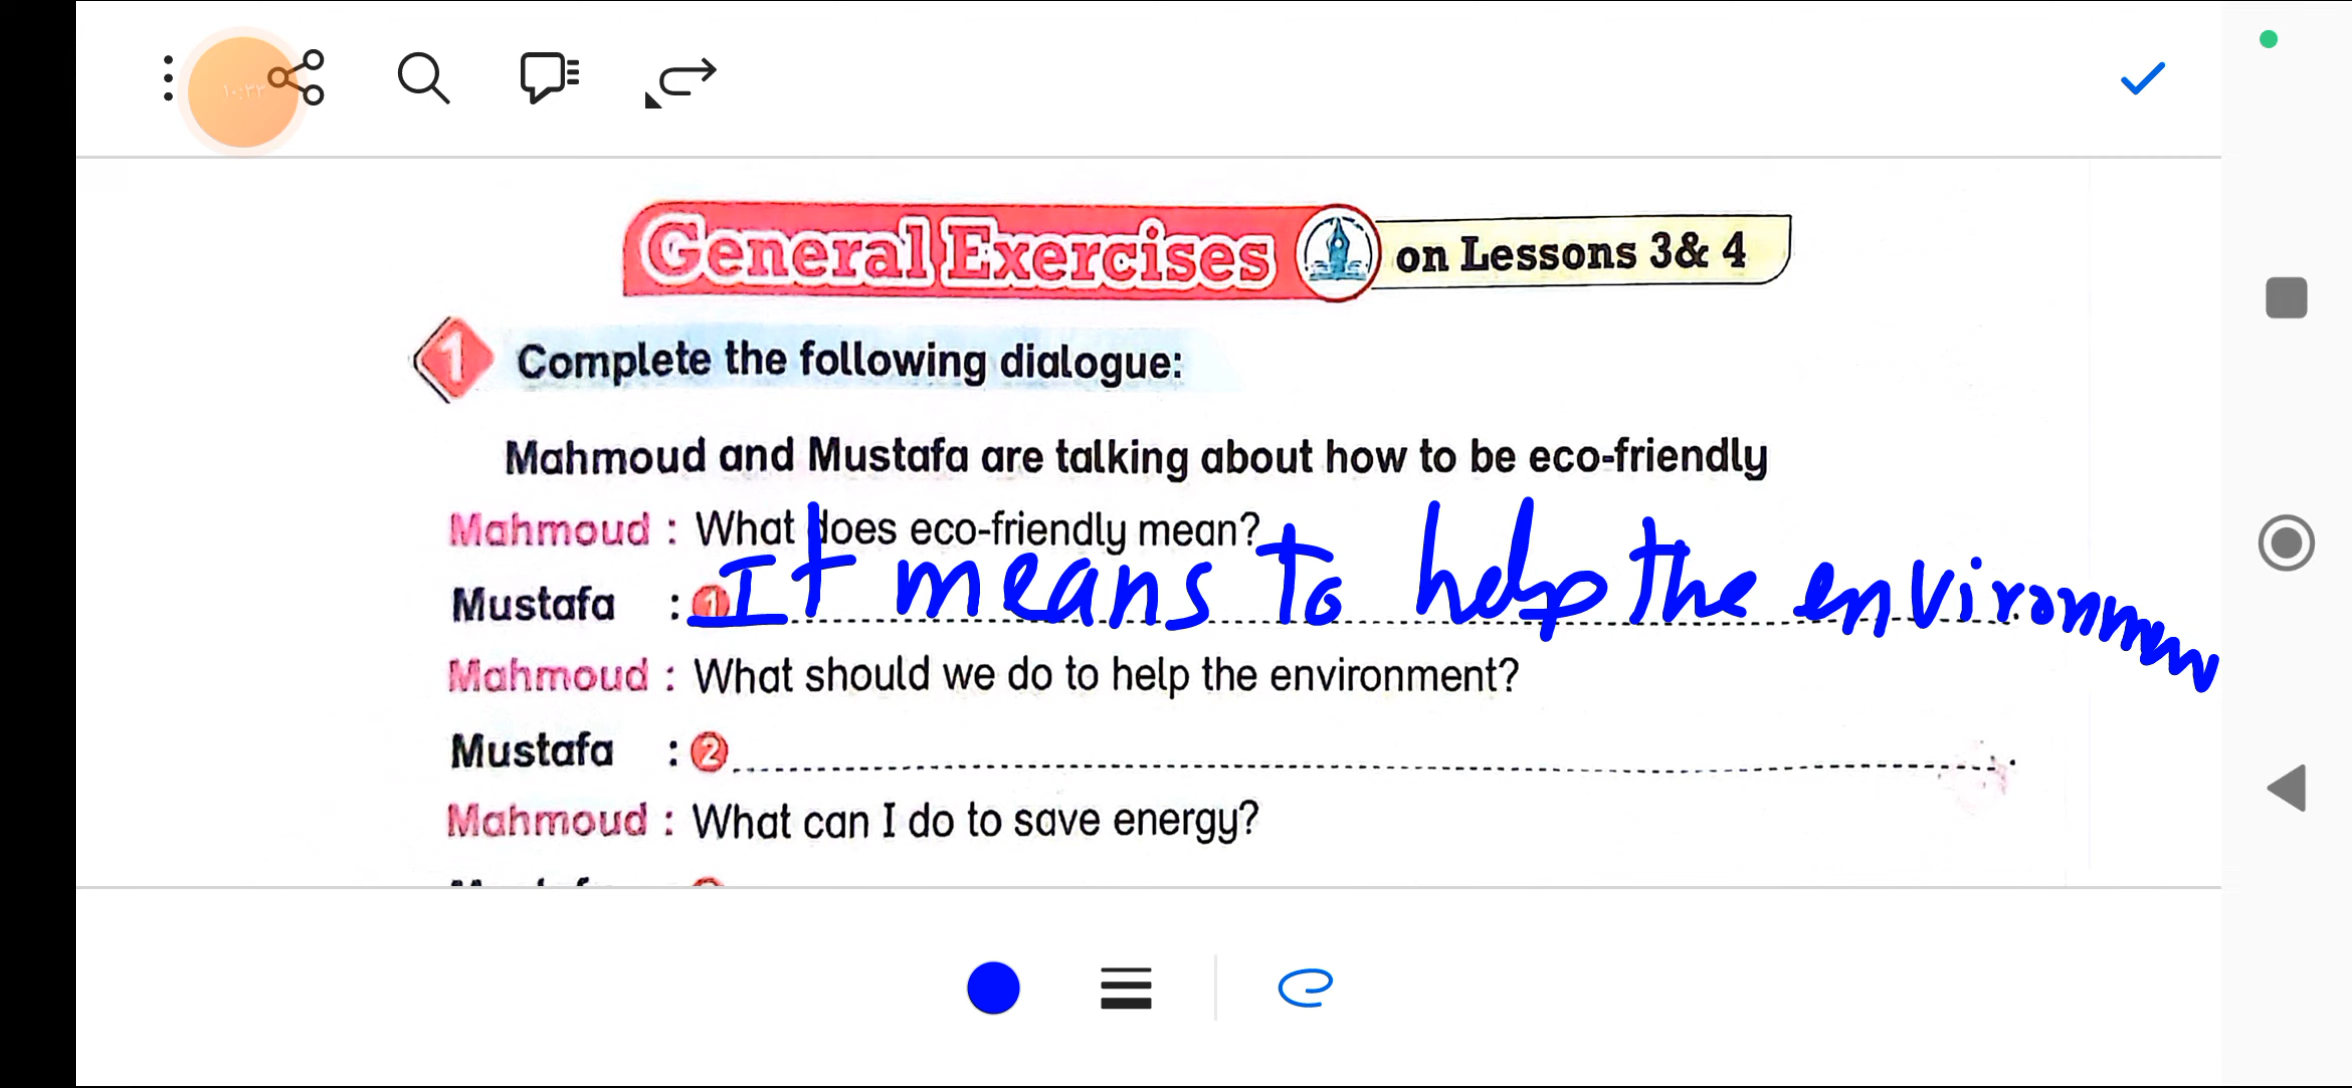 ١٠:٢٢
General Exercises on Lessons 3& 4
1 Complete the following dialogue:
Mahmoud and Mustafa are talking about how to be eco-friendly
Mahmoud : What does eco-friendly mean?
Mustafa : 1 It means to help the environmen
Mahmoud : What should we do to help the environment?
Mustafa : 2
Mahmoud : What can I do to save energy?